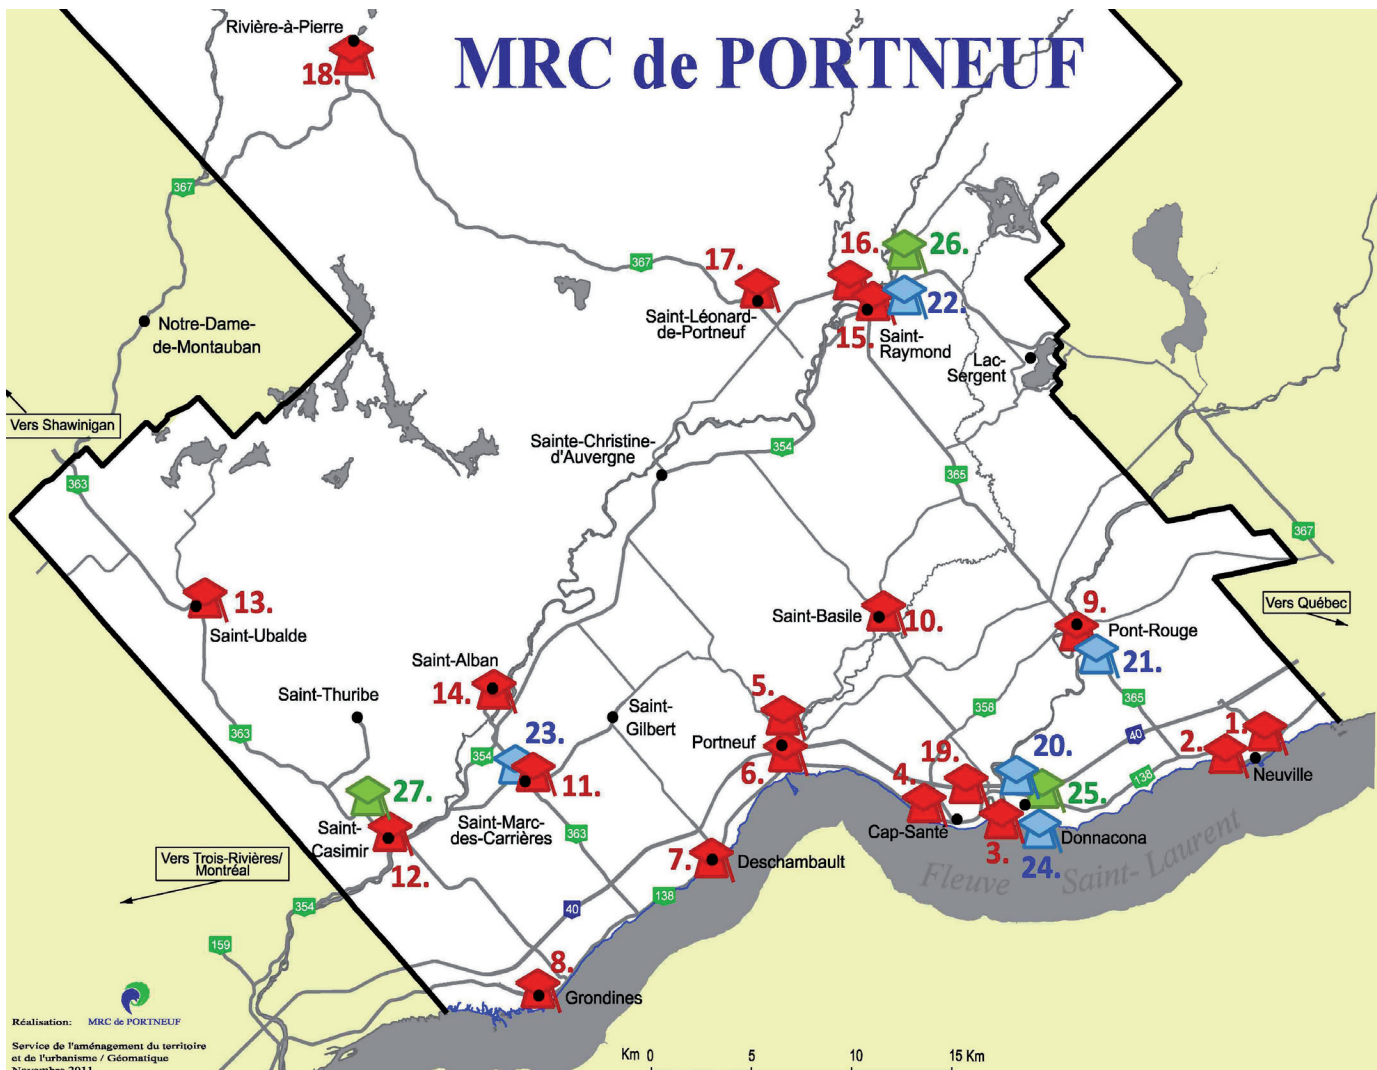 Rivière-à-Pierre
MRC de PORTNEUF
18.
367
16.
26.
17.
367
22.
Saint-Léonard-
de-Portneuf
15.
Saint-
Raymond
Notre-Dame-
de-Montauban
Lac-
Sergent
Vers Shawinigan
Sainte-Christine-
d'Auvergne
354
365
363
367
13.
Saint-Ubalde
Saint-Basile
10.
9.
Pont-Rouge
21.
Vers Québec
Saint-Alban
14.
Saint-Thuribe
Saint-
Gilbert
5.
365
358
363
23.
354
Portneuf
6.
19.
20.
40
2.
1.
Neuville
138
11.
4.
25.
27.
Saint-
Casimir
Saint-Marc-
des-Carrières
363
Cap-Santé
3.
Donnacona
24.
12.
7.
Deschambault
Fleuve Saint-Laurent
Vers Trois-Rivières/
Montréal
354
40
138
159
8.
Grondines
Réalisation: MRC de PORTNEUF
Service de l'aménagement du territoire
et de l'urbanisme / Géomatique
Novembre 2011
Km 0 5 10 15 Km